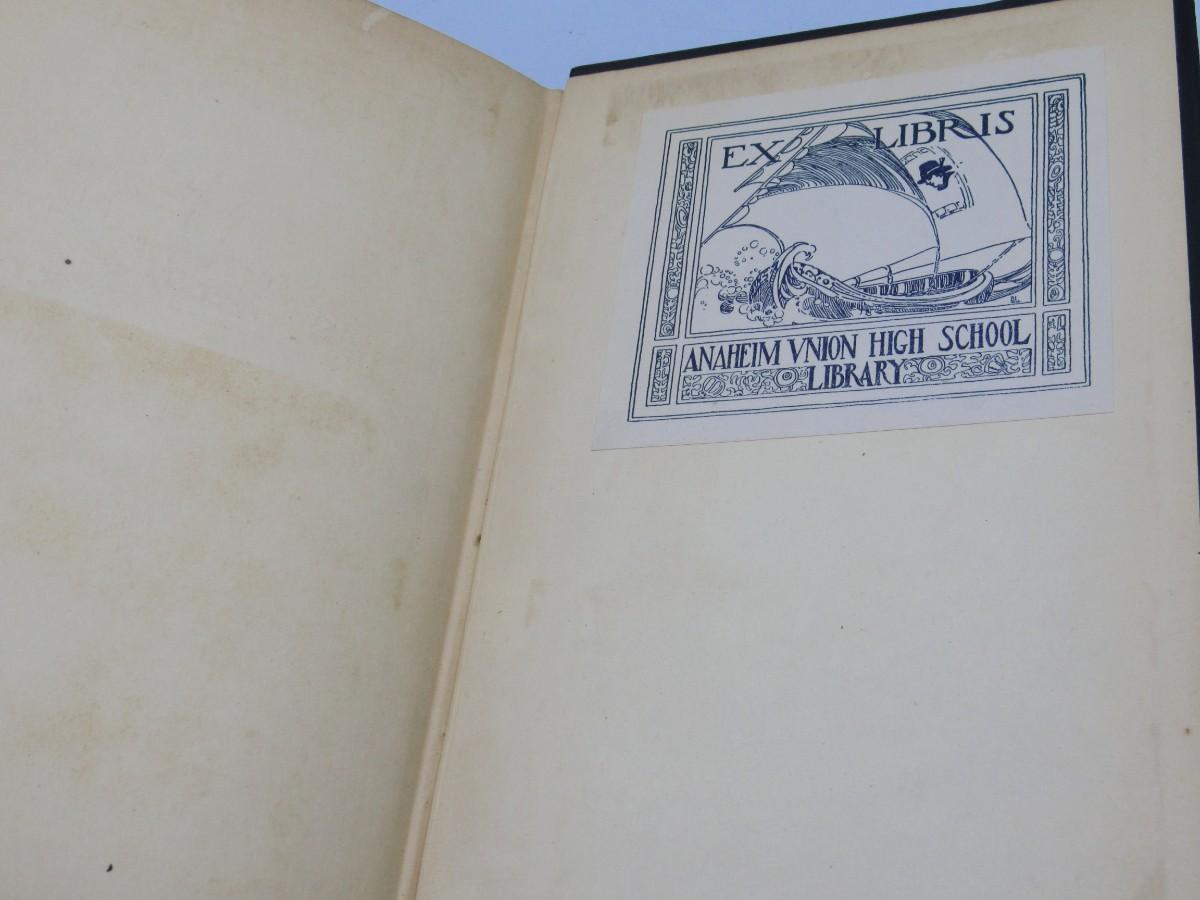 EX LIBRIS
ANAHEIM VNION HIGH SCHOOL
LIBRARY